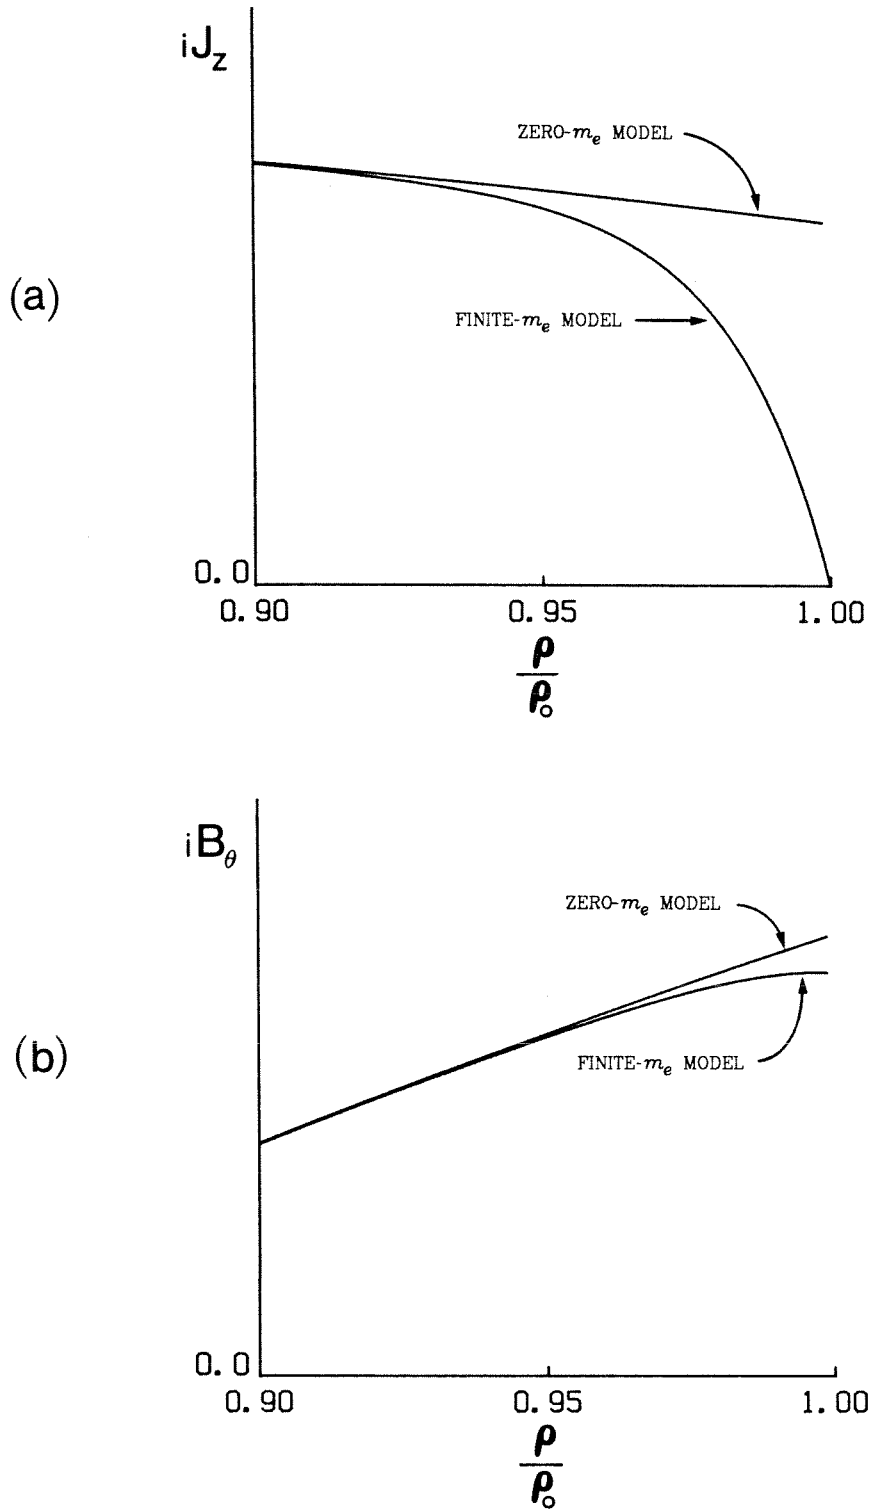 iJz
ZERO-me MODEL
(a)
FINITE-me MODEL
0.0
0.90 0.95 1.00
ρ
ρo
iBθ
ZERO-me MODEL
(b)
FINITE-me MODEL
0.0
0.90 0.95 1.00
ρ
ρo